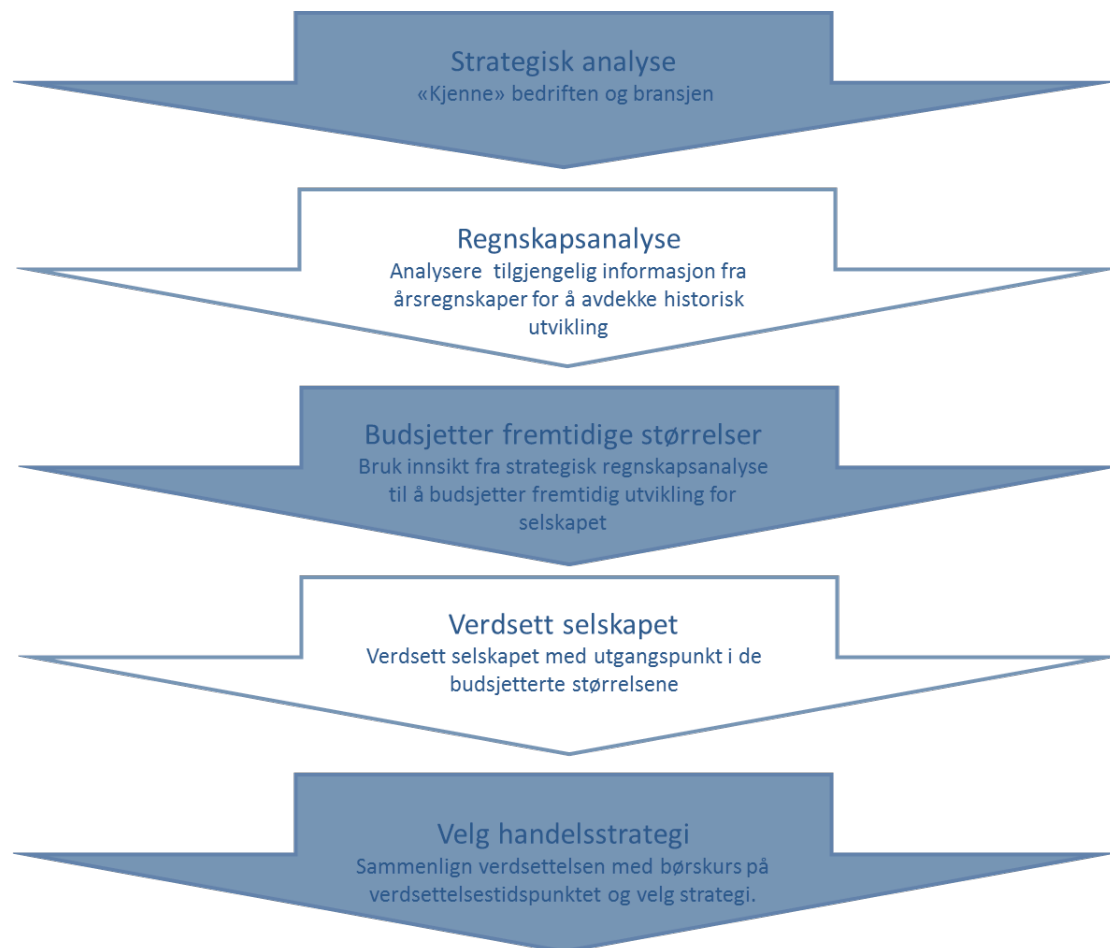 Strategisk analyse
«Kjenne» bedriften og bransjen
Regnskapsanalyse
Analysere tilgjengelig informasjon fra
årsregnskaper for å avdekke historisk
utvikling
Budsjetter fremtidige størrelser
Bruk innsikt fra strategisk regnskapsanalyse
til å budsjetter fremtidig utvikling for
selskapet
Verdsett selskapet
Verdsett selskapet med utgangspunkt i de
budsjetterte størrelsene
Velg handelsstrategi
Sammenlign verdsettelsen med børskurs på
verdsettelsestidspunktet og velg strategi.